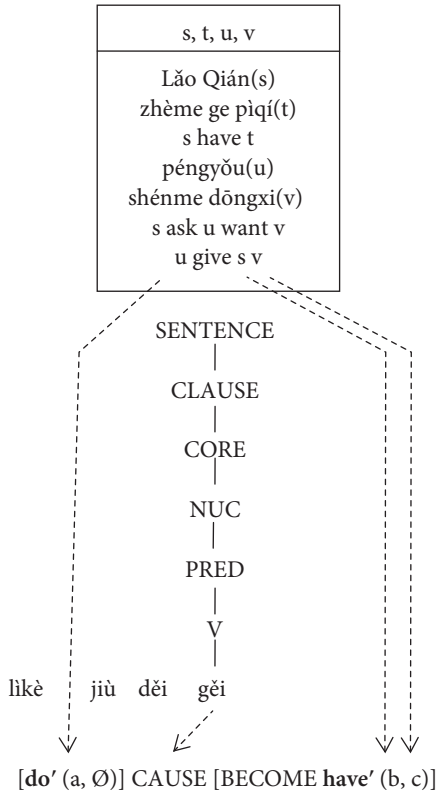 s, t, u, v
Lǎo Qián(s)
zhème ge pìqí(t)
s have t
péngyǒu(u)
shénme dōngxi(v)
s ask u want v
u give s v
SENTENCE
CLAUSE
CORE
NUC
PRED
V
lìkè jiù děi gěi
[do′ (a, Ø)] CAUSE [BECOME have′ (b, c)]